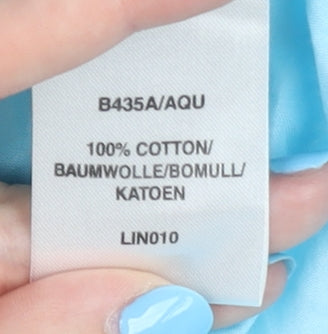 B435A/AQU
100% COTTON/
BAUMWOLLE/BOMULL/
KATOEN
LIN010